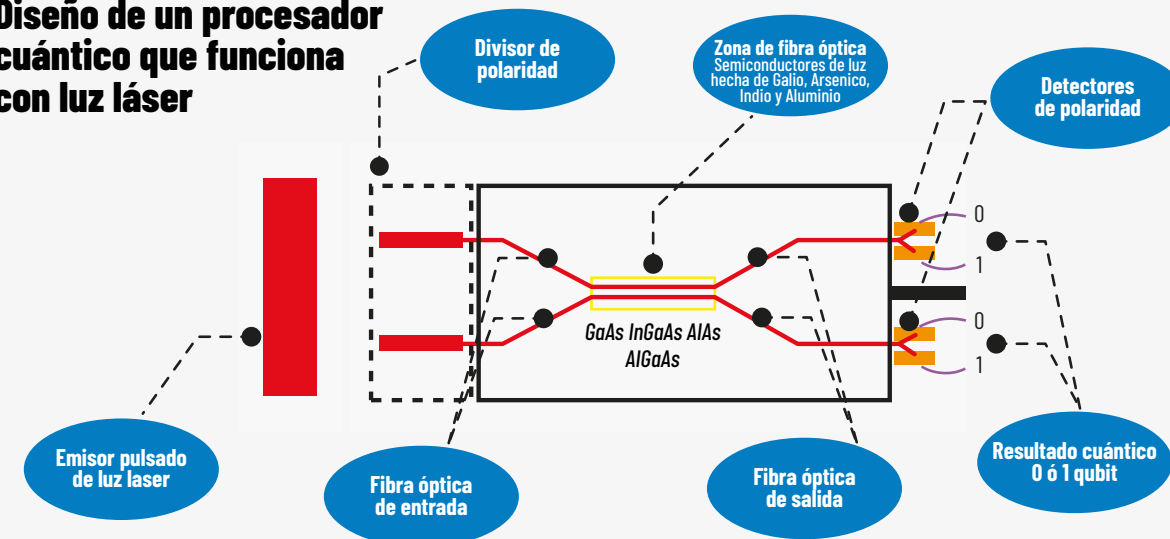 Diseño de un procesador
cuántico que funciona
con luz láser
Divisor de
polaridad
Zona de fibra óptica
Semiconductores de luz
hecha de Galio, Arsenico,
Indio y Aluminio
Detectores
de polaridad
0
1
0
1
GaAs InGaAs AlAs
AlGaAs
Emisor pulsado
de luz laser
Fibra óptica
de entrada
Fibra óptica
de salida
Resultado cuántico
0 ó 1 qubit